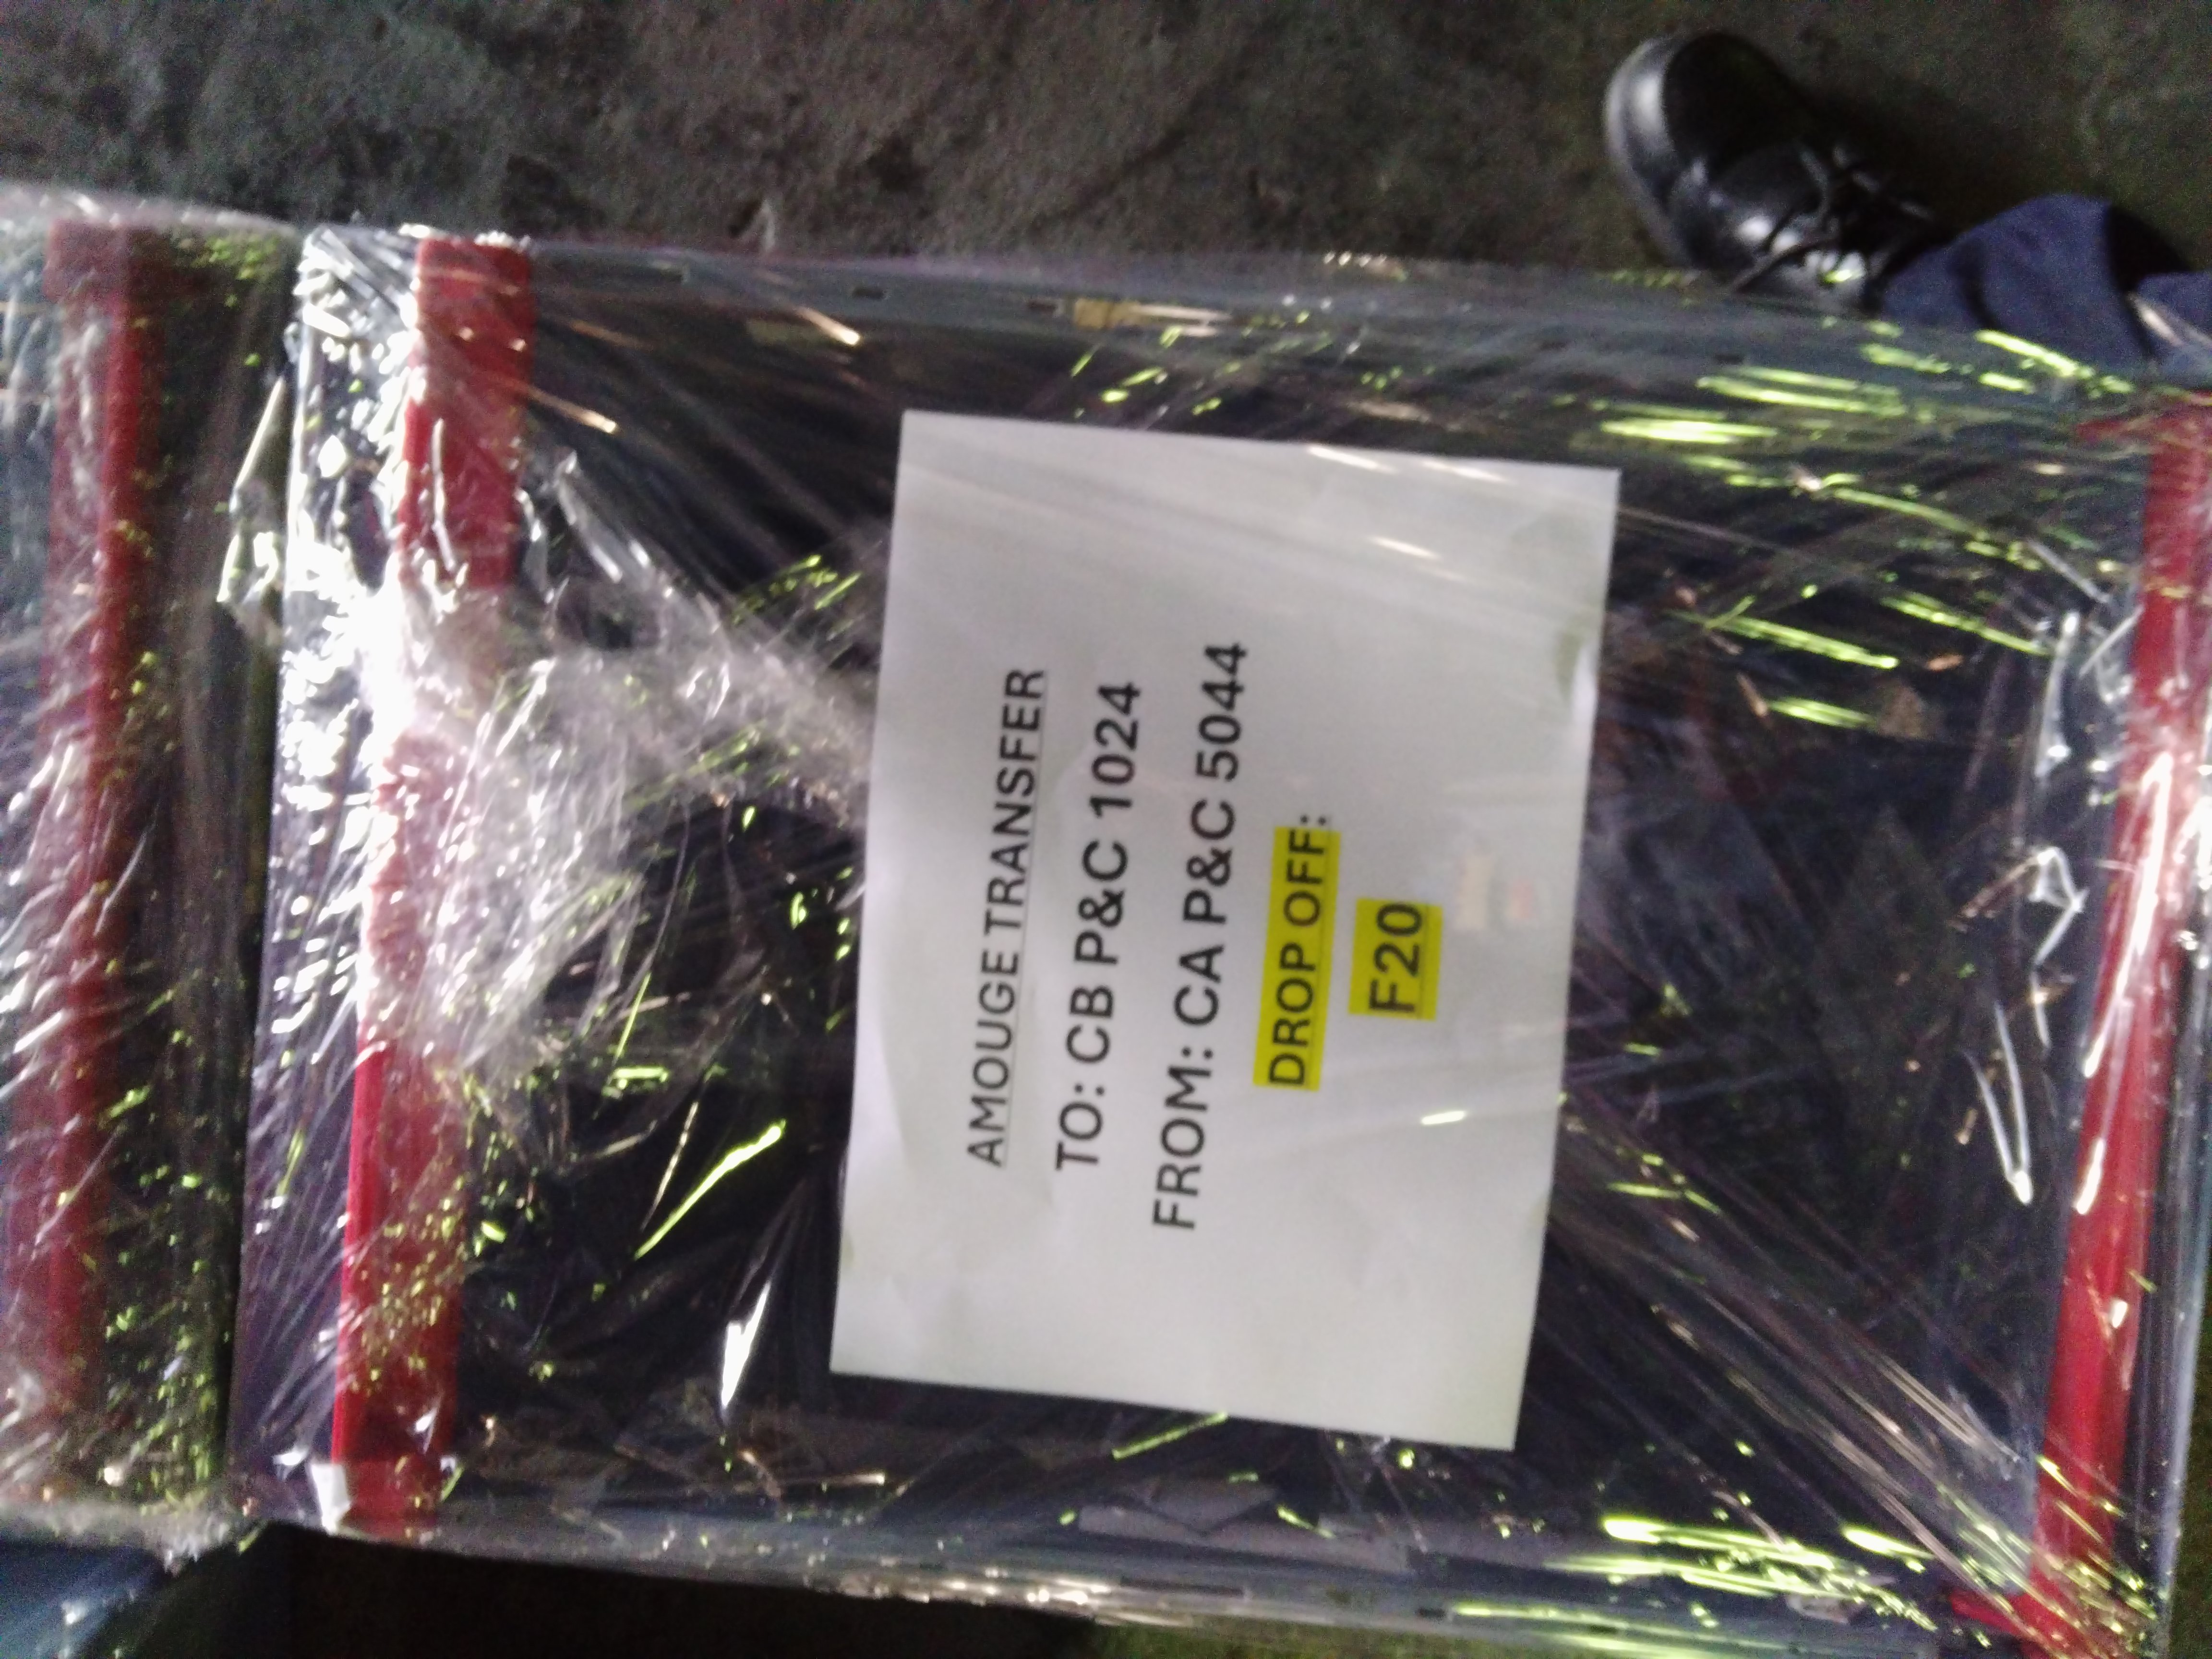 AMOUGE TRANSFER
TO: CB P&C 1024
FROM: CA P&C 5044
DROP OFF:
F20